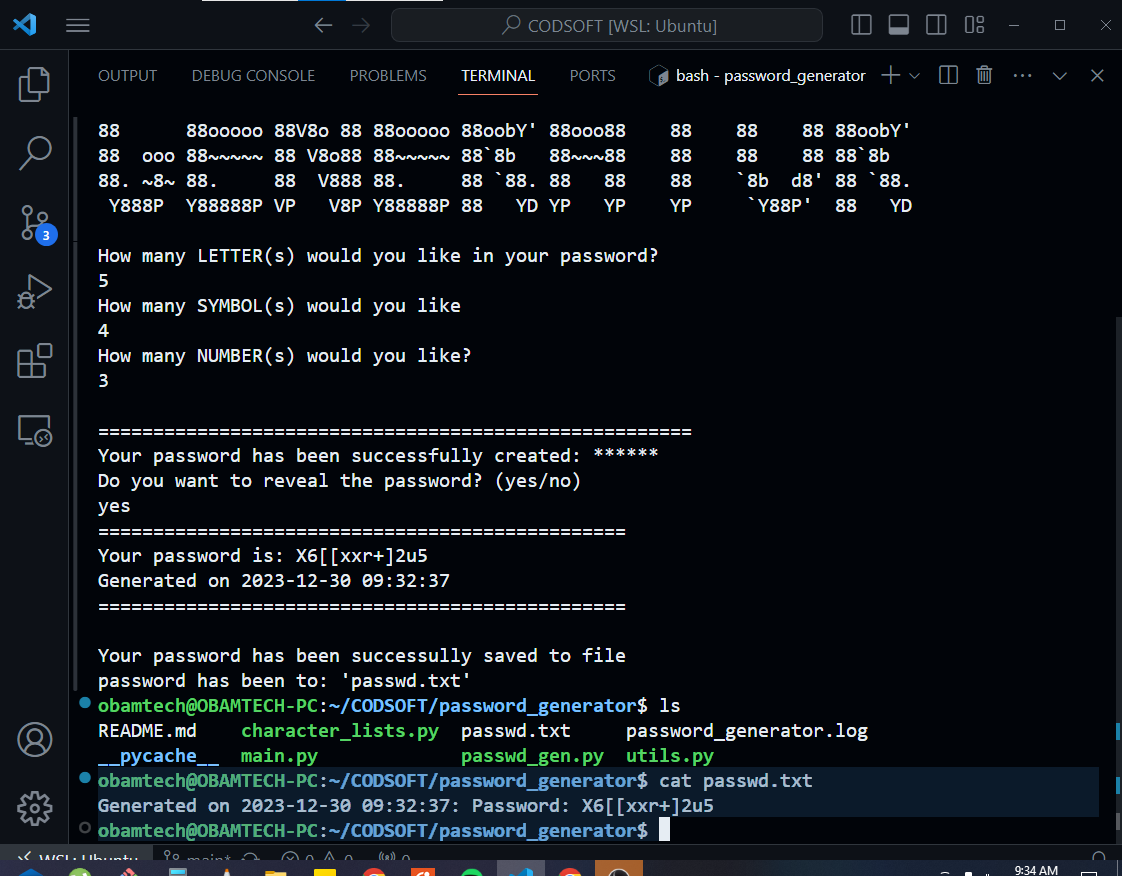 CODSOFT [WSL: Ubuntu]
OUTPUT DEBUG CONSOLE PROBLEMS TERMINAL PORTS bash - password_generator
88      88ooooo 88V8o 88 88ooooo 88oobY' 88ooo88    88    88    88 88oobY'
88  ooo 88~~~~~ 88 V8o88 88~~~~~ 88`8b   88~~~88    88    88    88 88`8b
88. ~8~ 88.     88  V888 88.     88 `88. 88   88    88    `8b  d8' 88 `88.
 Y888P  Y88888P VP   V8P Y88888P 88   YD YP   YP    YP     `Y88P'  88   YD
How many LETTER(s) would you like in your password?
5
How many SYMBOL(s) would you like
4
How many NUMBER(s) would you like?
3
======================================================
Your password has been successfully created: ******
Do you want to reveal the password? (yes/no)
yes
================================================
Your password is: X6[[xxr+]2u5
Generated on 2023-12-30 09:32:37
================================================
Your password has been successully saved to file
password has been to: 'passwd.txt'
obamtech@OBAMTECH-PC:~/CODSOFT/password_generator$ ls
README.md    character_lists.py  passwd.txt     password_generator.log
__pycache__  main.py             passwd_gen.py  utils.py
obamtech@OBAMTECH-PC:~/CODSOFT/password_generator$ cat passwd.txt
Generated on 2023-12-30 09:32:37: Password: X6[[xxr+]2u5
obamtech@OBAMTECH-PC:~/CODSOFT/password_generator$
3
WSL: Ubuntu main* 0 0 0
9:34 AM